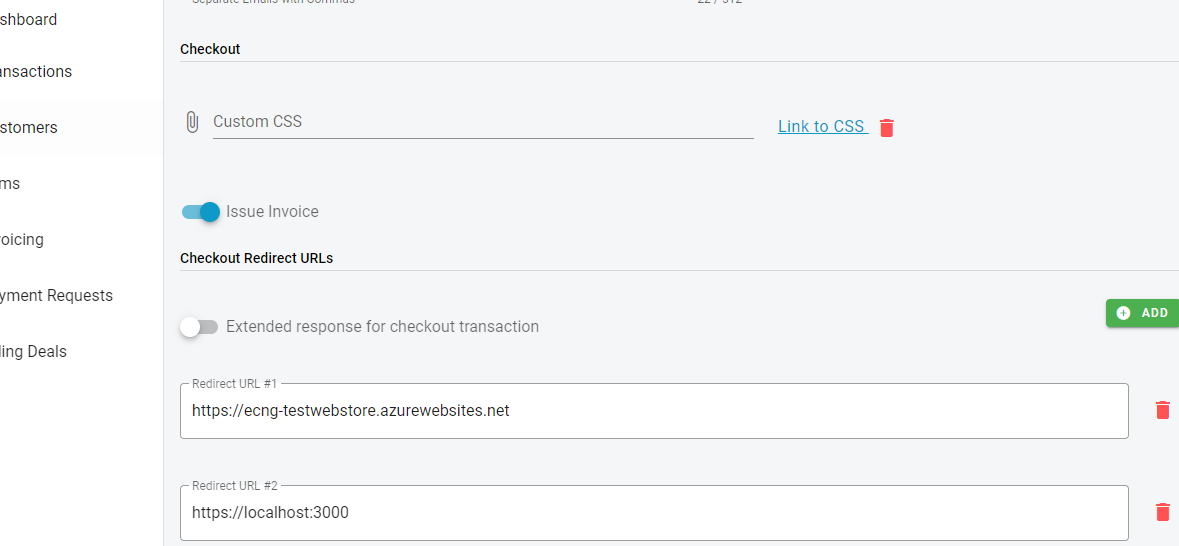 Separate Emails with Commas 22 / 512
shboard
Checkout
ansactions
Custom CSS
Link to CSS
stomers
ms
Issue Invoice
voicing
Checkout Redirect URLs
yment Requests
ADD
Extended response for checkout transaction
ling Deals
Redirect URL #1
https://ecng-testwebstore.azurewebsites.net
Redirect URL #2
https://localhost:3000